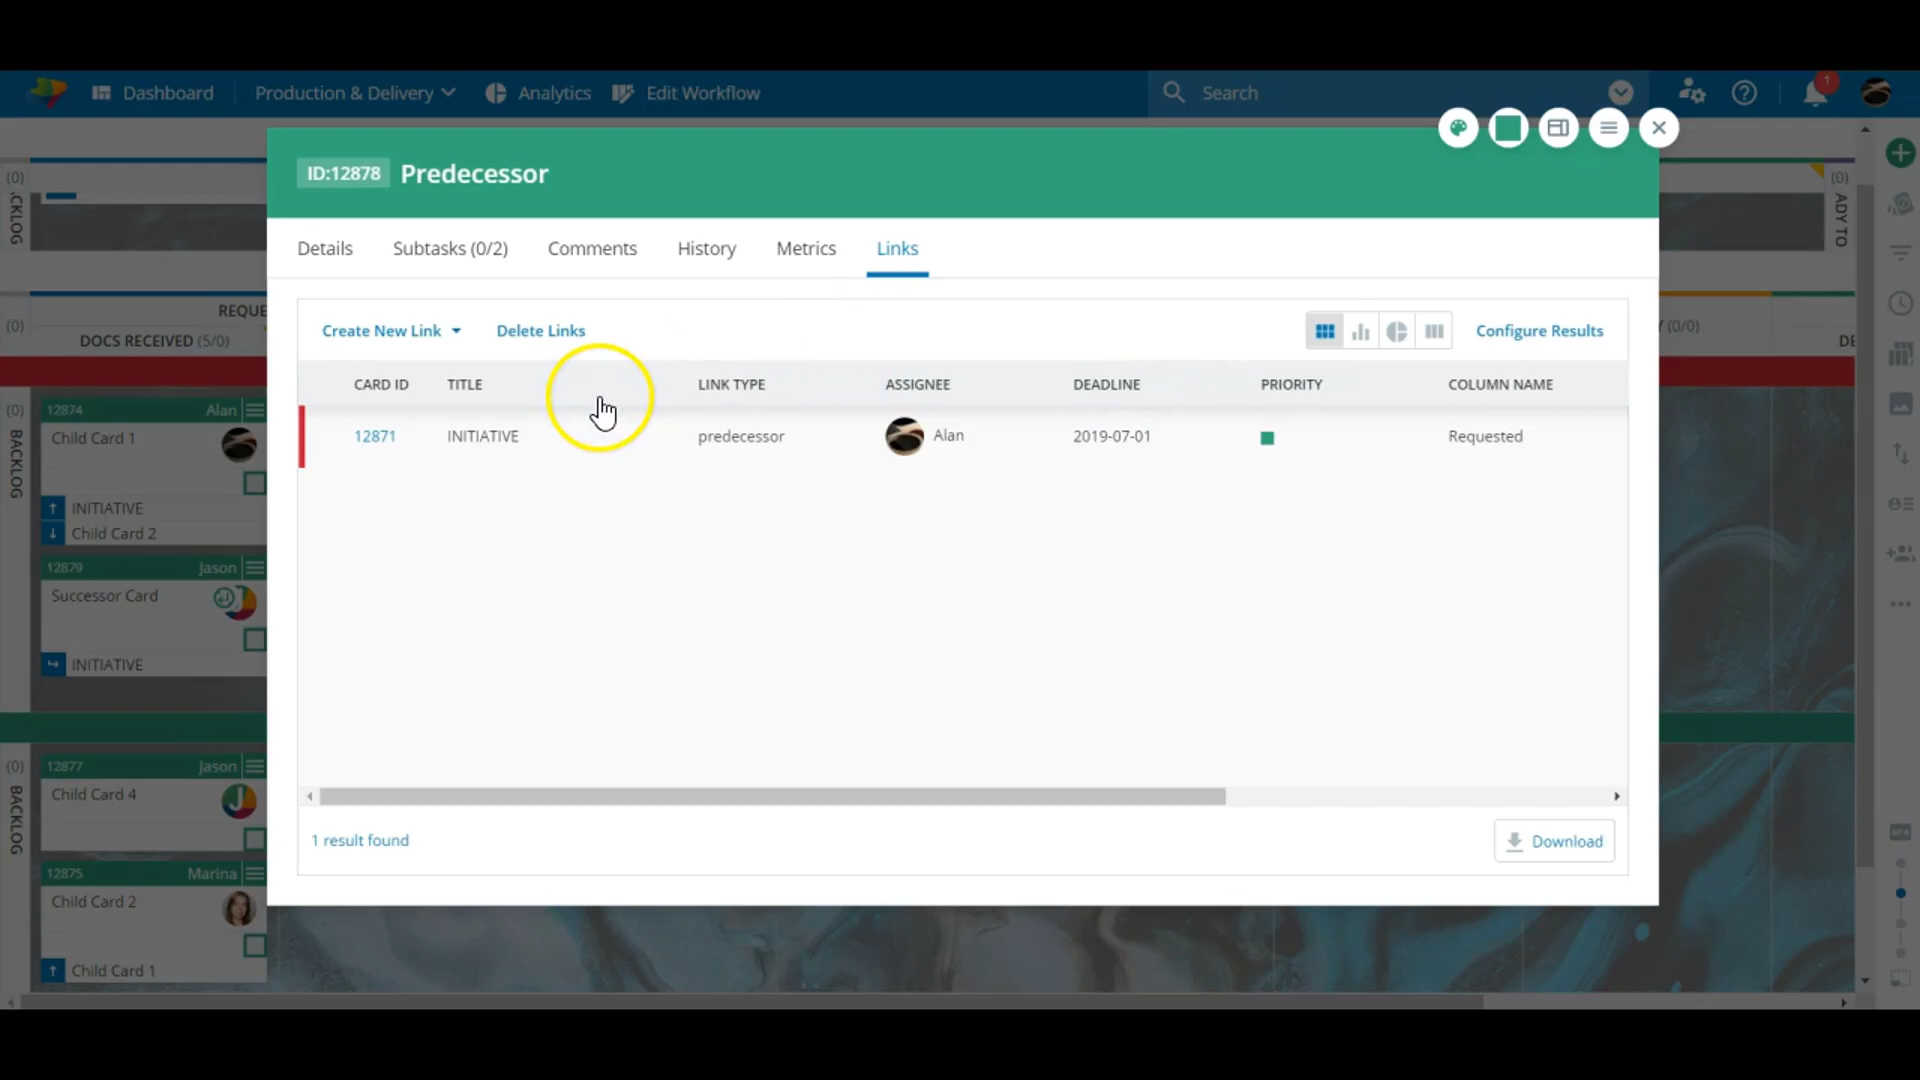 Dashboard Production & Delivery Analytics Edit Workflow Search 1
ID:12878 Predecessor
Details Subtasks (0/2) Comments History Metrics Links
Create New Link Delete Links Configure Results
CARD ID TITLE LINK TYPE ASSIGNEE DEADLINE PRIORITY COLUMN NAME
12871 INITIATIVE predecessor Alan 2019-07-01 Requested
1 result found Download
(0)
(0)
ADY TO
REQUE
(0)
DOCS RECEIVED (5/0)
(0/0)
DE
(0)
BACKLOG
12874 Alan
Child Card 1
INITIATIVE
Child Card 2
12879 Jason
Successor Card
INITIATIVE
(0)
BACKLOG
12877 Jason
Child Card 4
J
12875 Marina
Child Card 2
Child Card 1